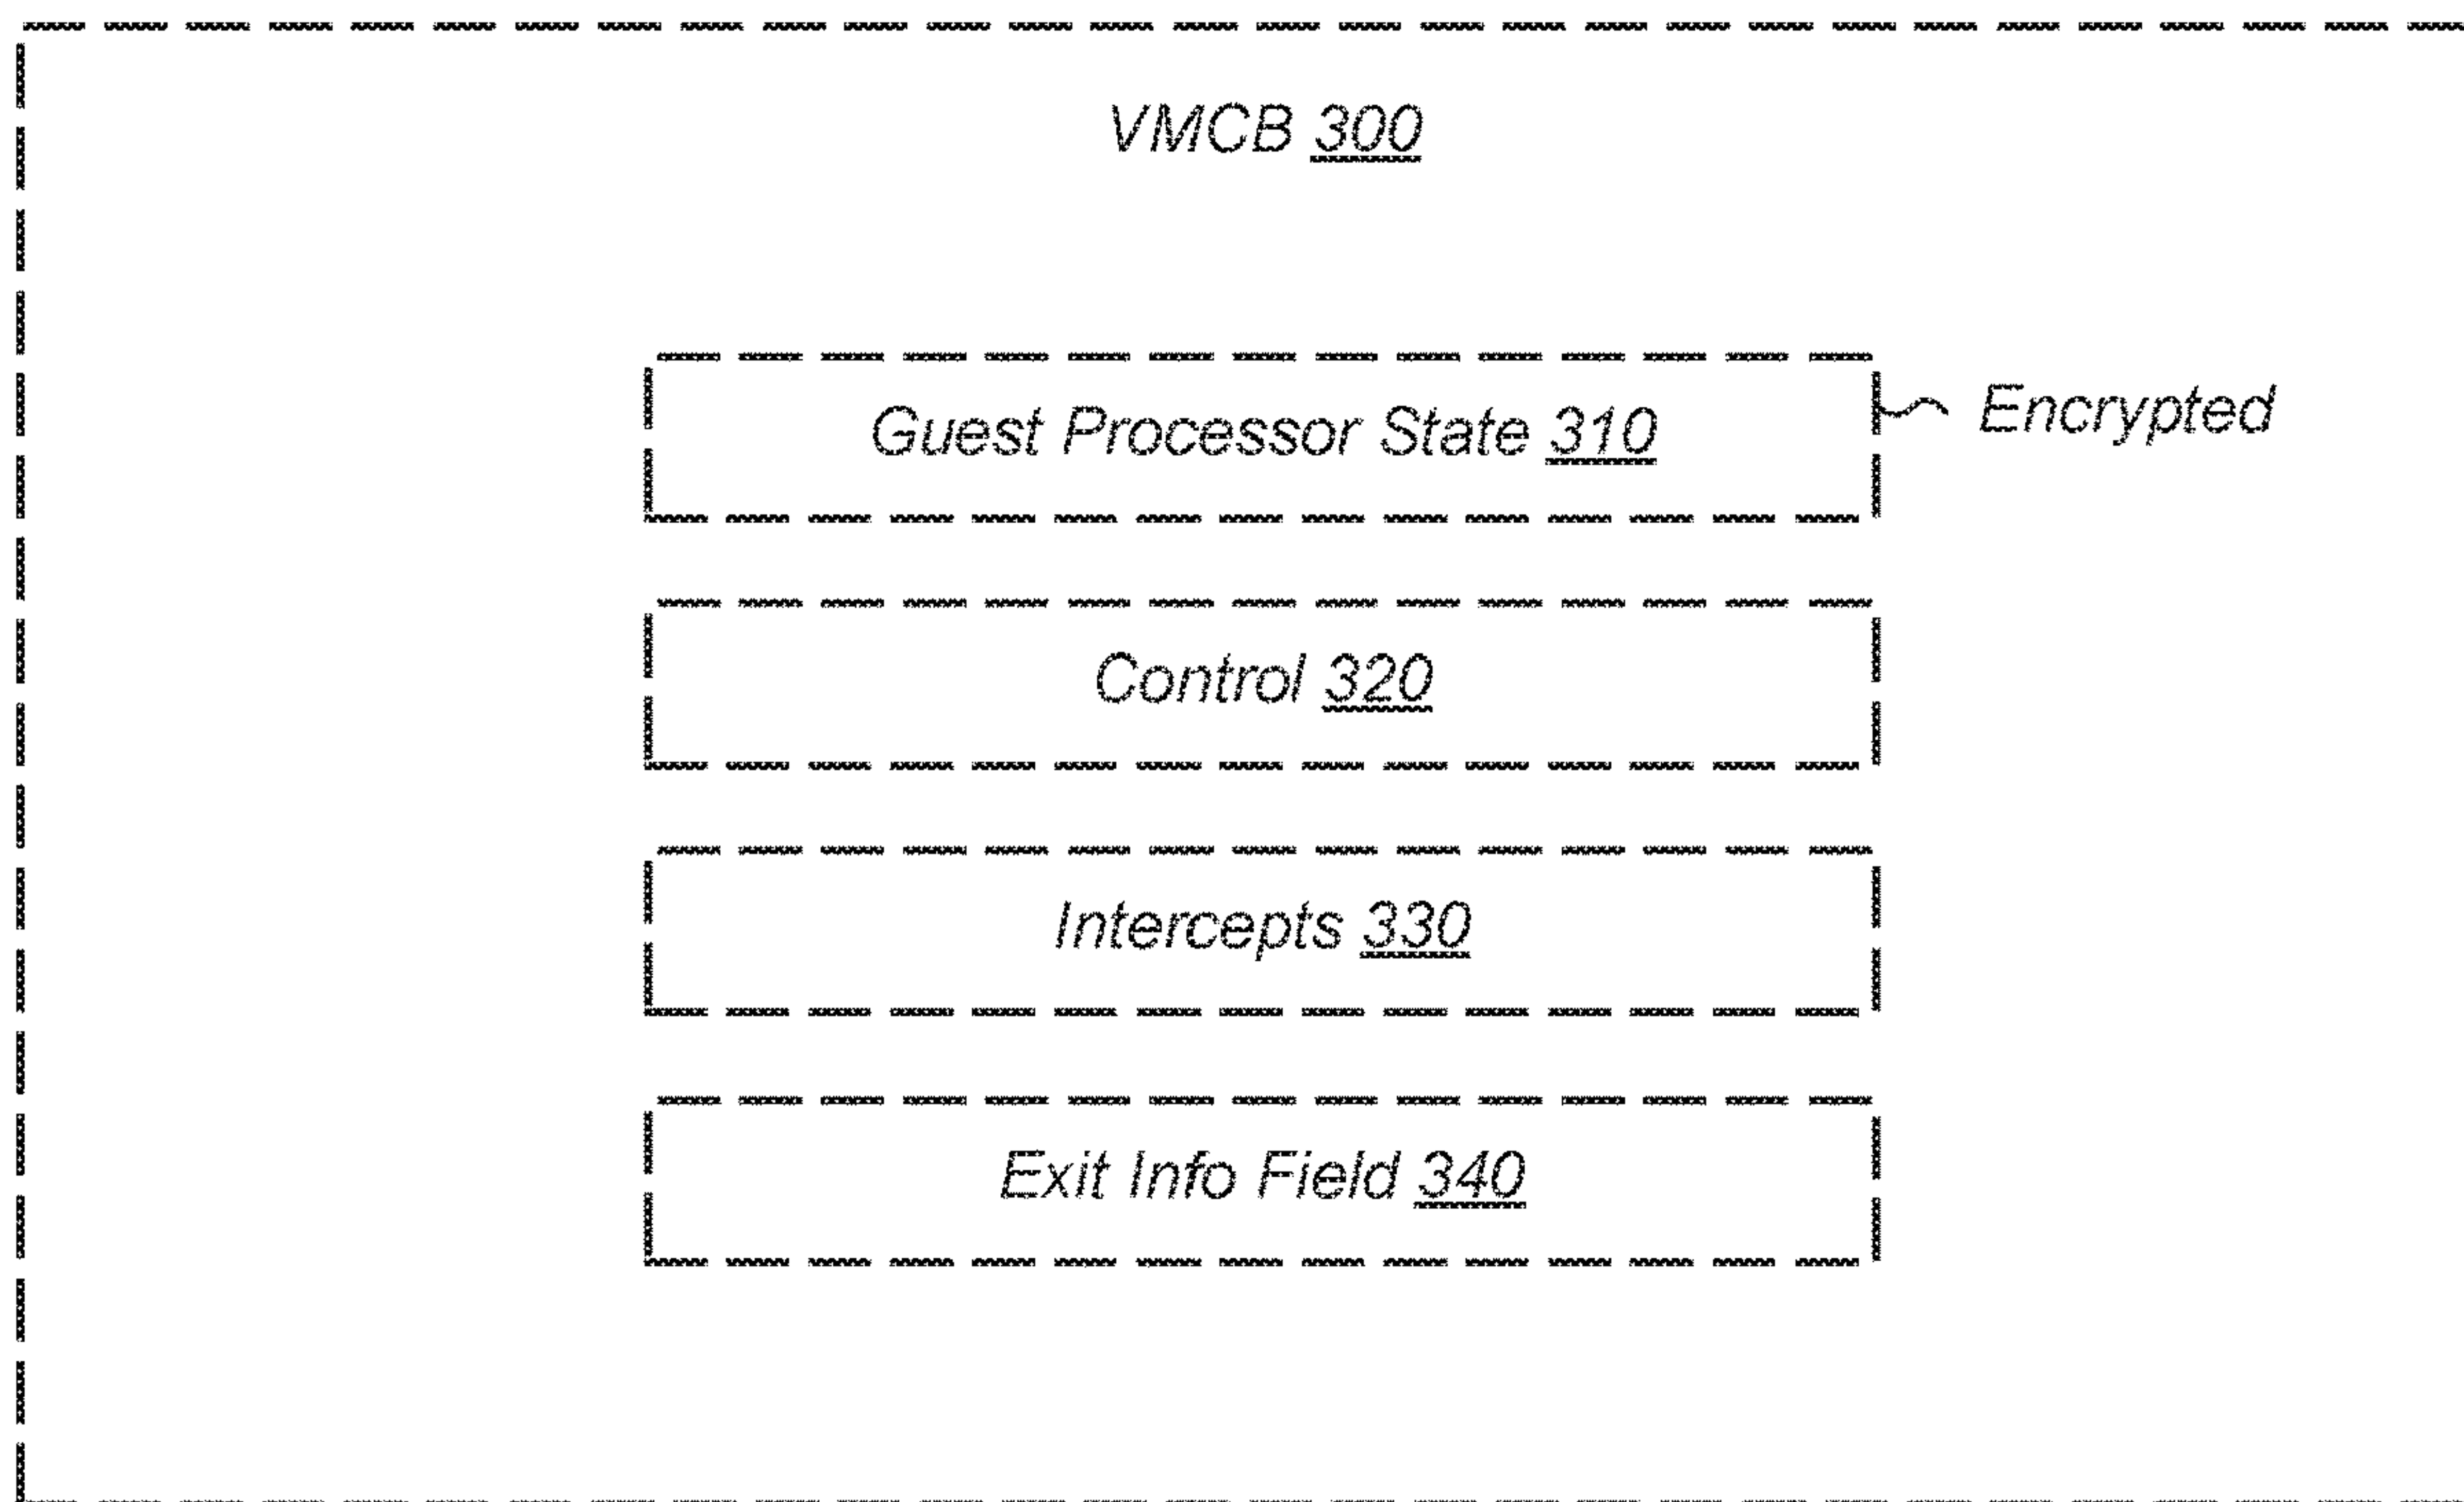 VMCB 300
Guest Processor State 310
Encrypted
Control 320
Intercepts 330
Exit Info Field 340